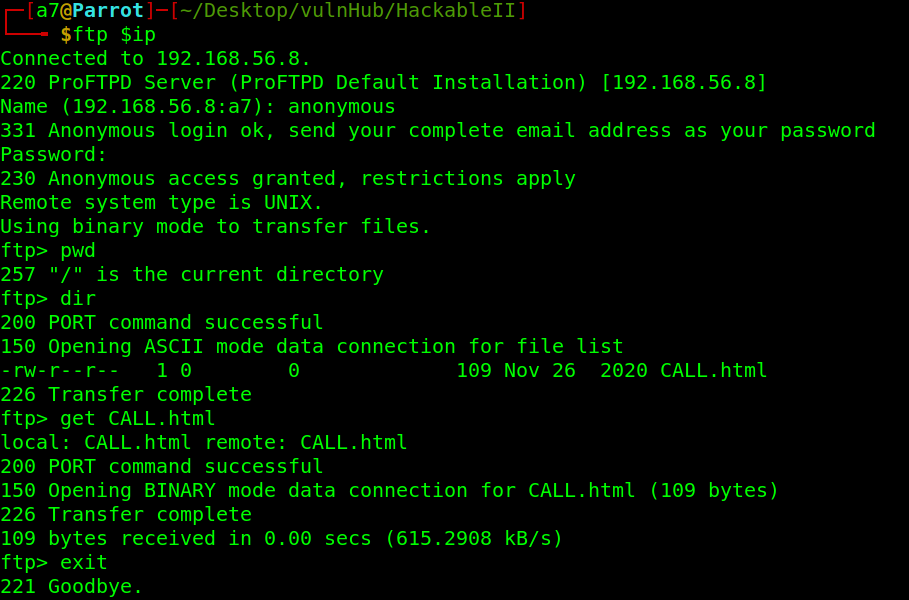 ┌─[a7@Parrot]─[~/Desktop/vulnHub/HackableII]
└──╼ $ftp $ip
Connected to 192.168.56.8.
220 ProFTPD Server (ProFTPD Default Installation) [192.168.56.8]
Name (192.168.56.8:a7): anonymous
331 Anonymous login ok, send your complete email address as your password
Password:
230 Anonymous access granted, restrictions apply
Remote system type is UNIX.
Using binary mode to transfer files.
ftp> pwd
257 "/" is the current directory
ftp> dir
200 PORT command successful
150 Opening ASCII mode data connection for file list
-rw-r--r--   1 0        0             109 Nov 26  2020 CALL.html
226 Transfer complete
ftp> get CALL.html
local: CALL.html remote: CALL.html
200 PORT command successful
150 Opening BINARY mode data connection for CALL.html (109 bytes)
226 Transfer complete
109 bytes received in 0.00 secs (615.2908 kB/s)
ftp> exit
221 Goodbye.